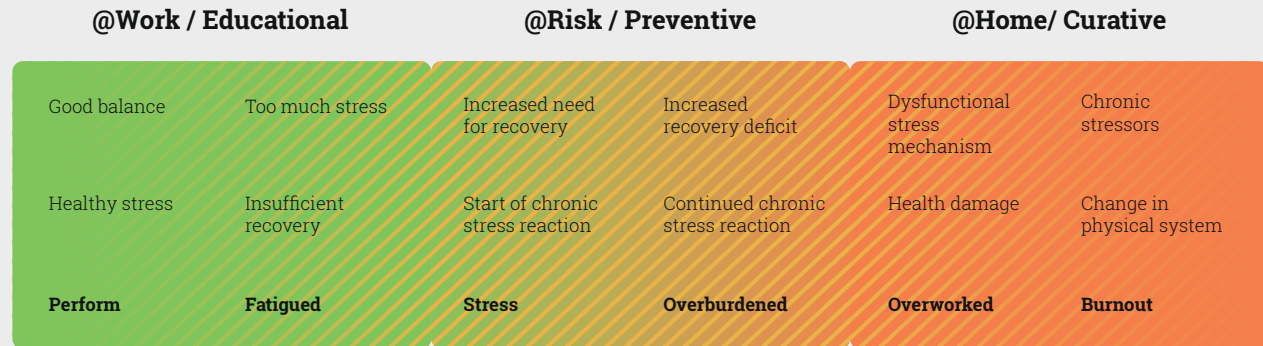 @Work / Educational
@Risk / Preventive
@Home/ Curative
Good balance
Too much stress
Increased need
for recovery
Increased
recovery deficit
Dysfunctional
stress
mechanism
Chronic
stressors
Healthy stress
Insufficient
recovery
Start of chronic
stress reaction
Continued chronic
stress reaction
Health damage
Change in
physical system
Perform
Fatigued
Stress
Overburdened
Overworked
Burnout